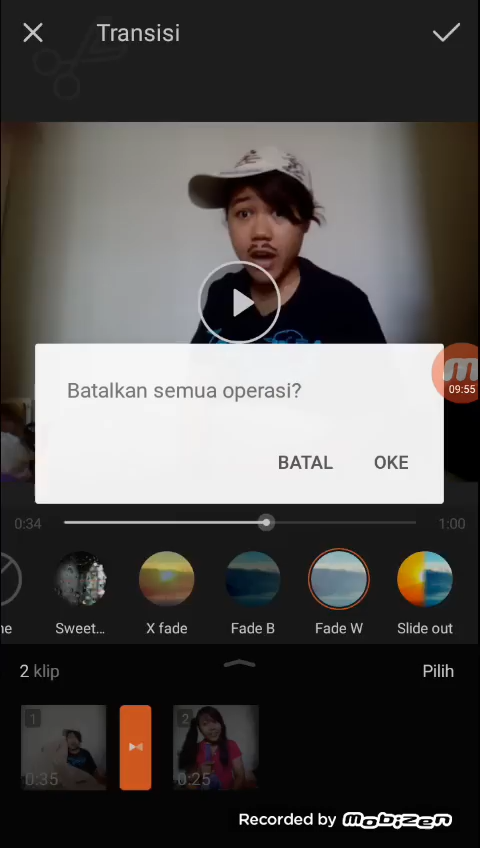 Transisi
Batalkan semua operasi?
BATAL
OKE
09:55
0:34
1:00
ne
Sweet...
X fade
Fade B
Fade W
Slide out
2 klip
Pilih
1
0:35
2
0:25
Recorded by Mobizen